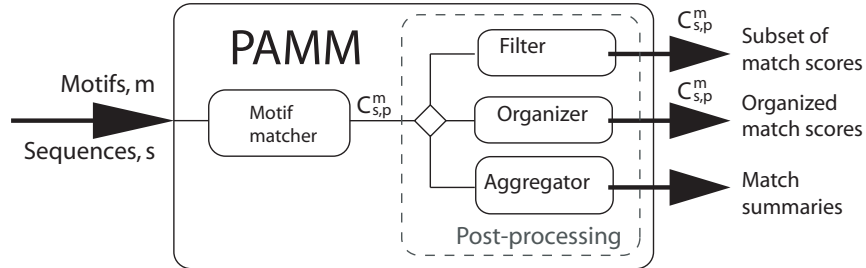 PAMM
Motifs, m
Sequences, s
Motif
matcher
C^m_{s,p}
Filter
Organizer
Aggregator
Post-processing
C^m_{s,p}
Subset of
match scores
C^m_{s,p}
Organized
match scores
Match
summaries